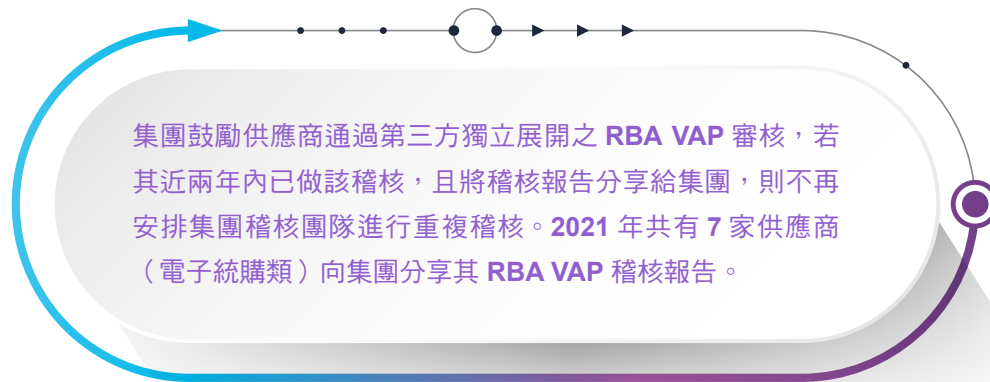 集團鼓勵供應商通過第三方獨立展開之 RBA VAP 審核，若
其近兩年內已做該稽核，且將稽核報告分享給集團，則不再
安排集團稽核團隊進行重複稽核。2021 年共有 7 家供應商
（電子統購類）向集團分享其 RBA VAP 稽核報告。